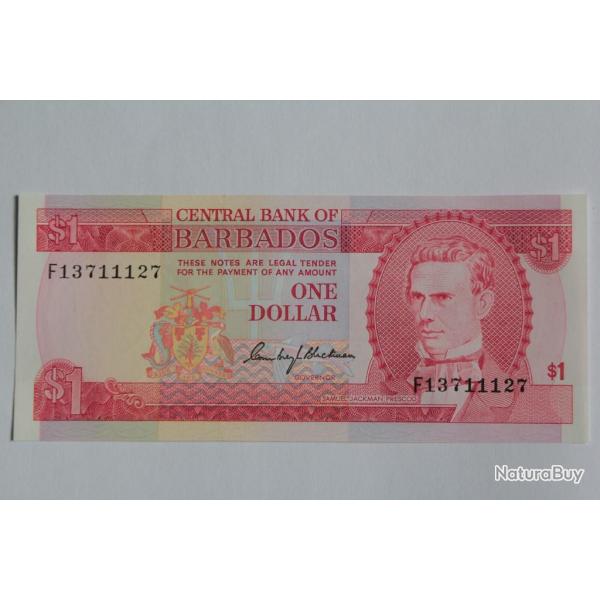 CENTRAL BANK OF
BARBADOS
$1
$1
THESE NOTES ARE LEGAL TENDER
FOR THE PAYMENT OF ANY AMOUNT
F13711127
ONE
DOLLAR
GOVERNOR
$1
F13711127
$1
SAMUEL JACKMAN PRESCOD
NaturaBuy